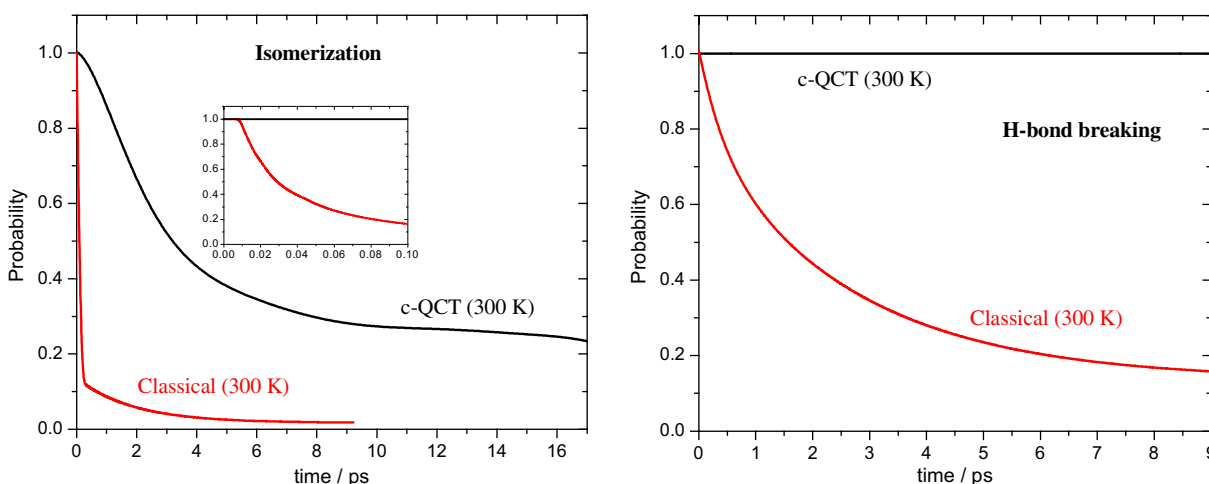 Isomerization
1.0
0.8
0.6
0.4
0.2
0.0
Probability
1.0
0.8
0.6
0.4
0.2
0.0
0.00 0.02 0.04 0.06 0.08 0.10
c-QCT (300 K)
Classical (300 K)
0 2 4 6 8 10 12 14 16
time / ps
1.0
0.8
0.6
0.4
0.2
0.0
Probability
c-QCT (300 K)
H-bond breaking
Classical (300 K)
0 1 2 3 4 5 6 7 8 9
time / ps